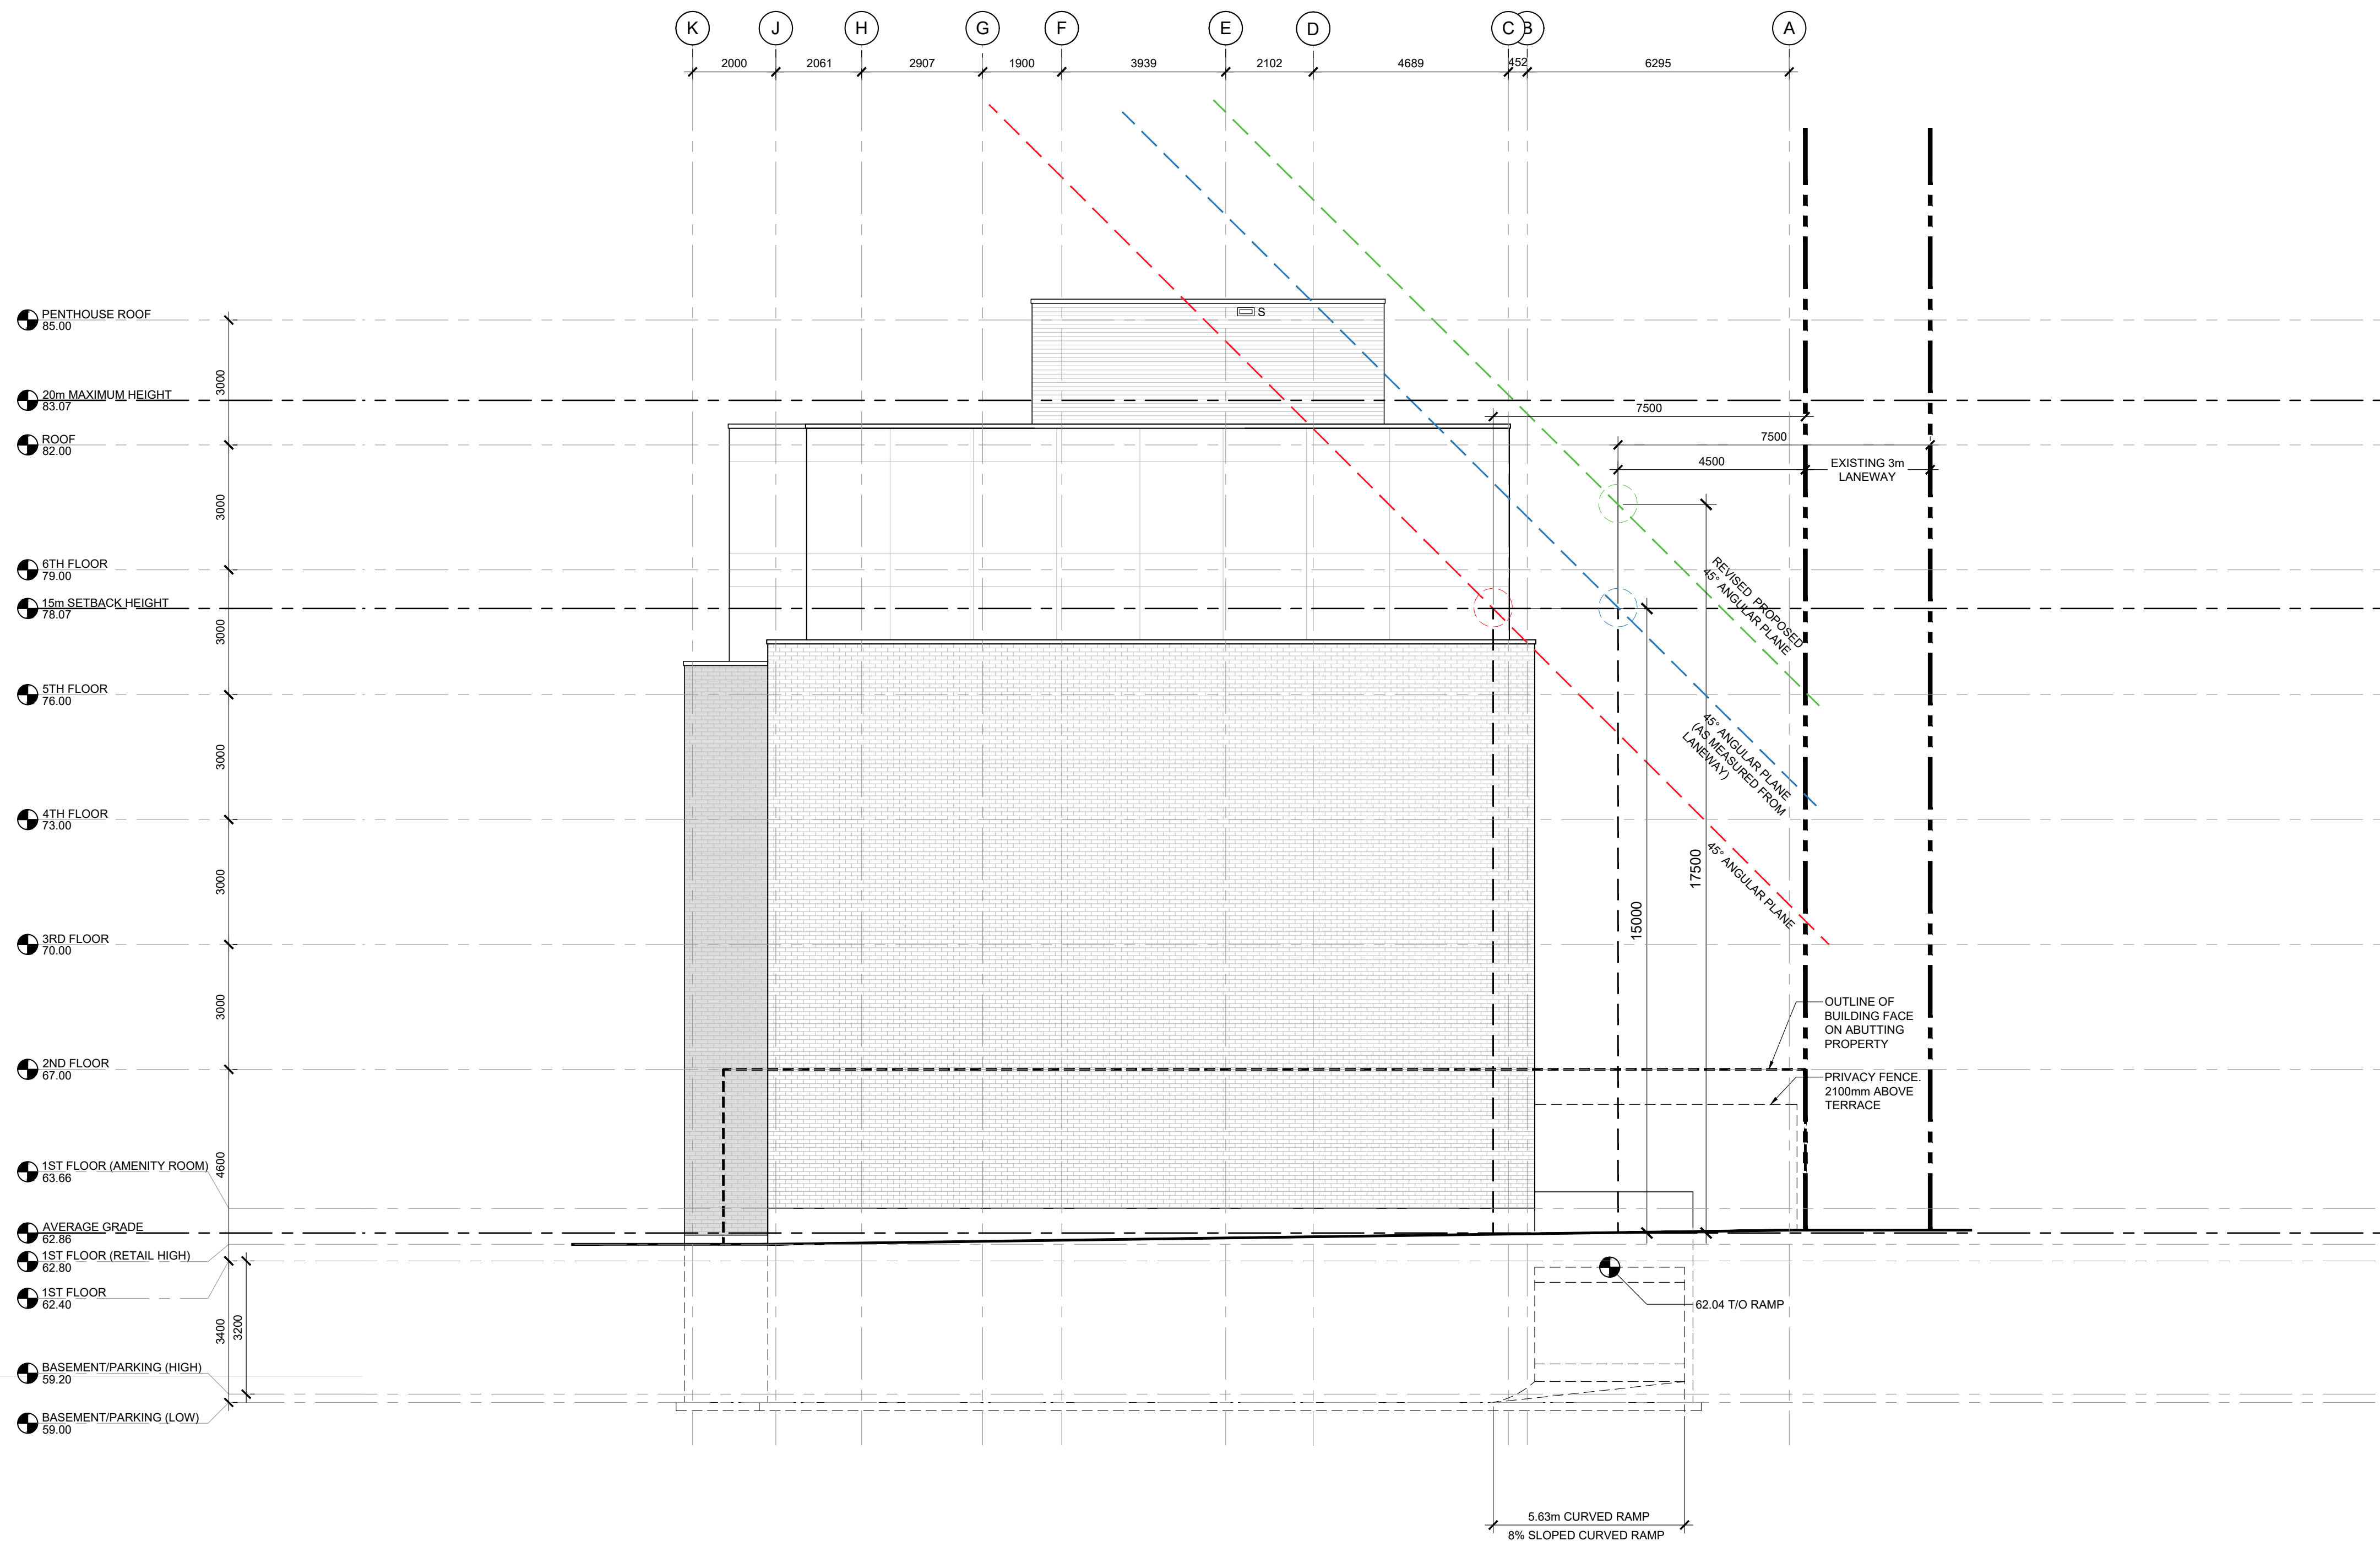 K
J
H
G
F
E
D
C
B
A
2000
2061
2907
1900
3939
2102
4689
452
6295
PENTHOUSE ROOF
85.00
S
3000
20m MAXIMUM HEIGHT
83.07
7500
ROOF
82.00
7500
4500
EXISTING 3m
LANEWAY
3000
6TH FLOOR
79.00
REVISED PROPOSED
45° ANGULAR PLANE
15m SETBACK HEIGHT
78.07
3000
5TH FLOOR
76.00
45° ANGULAR PLANE
(AS MEASURED FROM
LANEWAY)
3000
4TH FLOOR
73.00
45° ANGULAR PLANE
3000
17500
15000
3RD FLOOR
70.00
3000
OUTLINE OF
BUILDING FACE
ON ABUTTING
PROPERTY
2ND FLOOR
67.00
PRIVACY FENCE.
2100mm ABOVE
TERRACE
4600
1ST FLOOR (AMENITY ROOM)
63.66
AVERAGE GRADE
62.86
1ST FLOOR (RETAIL HIGH)
62.80
1ST FLOOR
62.40
62.04 T/O RAMP
3400
3200
BASEMENT/PARKING (HIGH)
59.20
BASEMENT/PARKING (LOW)
59.00
5.63m CURVED RAMP
8% SLOPED CURVED RAMP